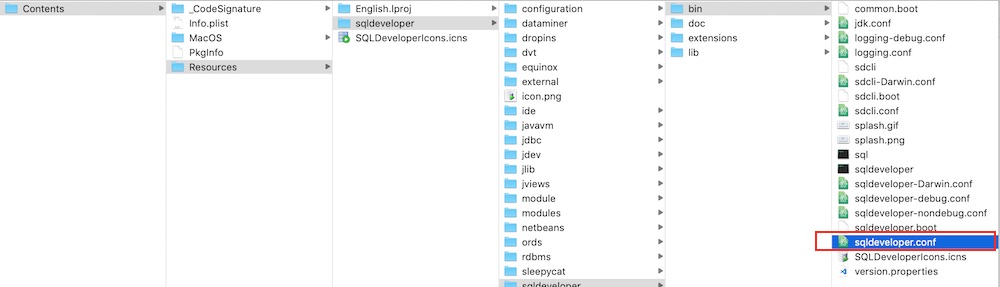 Contents
_CodeSignature
Info.plist
MacOS
PkgInfo
Resources
English.lproj
sqldeveloper
SQLDeveloperIcons.icns
configuration
dataminer
dropins
dvt
equinox
external
icon.png
ide
javavm
jdbc
jdev
jlib
jviews
module
modules
netbeans
ords
rdbms
sleepycat
sqldeveloper
bin
doc
extensions
lib
common.boot
jdk.conf
logging-debug.conf
logging.conf
sdcli
sdcli-Darwin.conf
sdcli.boot
sdcli.conf
splash.gif
splash.png
sql
sqldeveloper
sqldeveloper-Darwin.conf
sqldeveloper-debug.conf
sqldeveloper-nondebug.conf
sqldeveloper.boot
sqldeveloper.conf
SQLDeveloperIcons.icns
version.properties